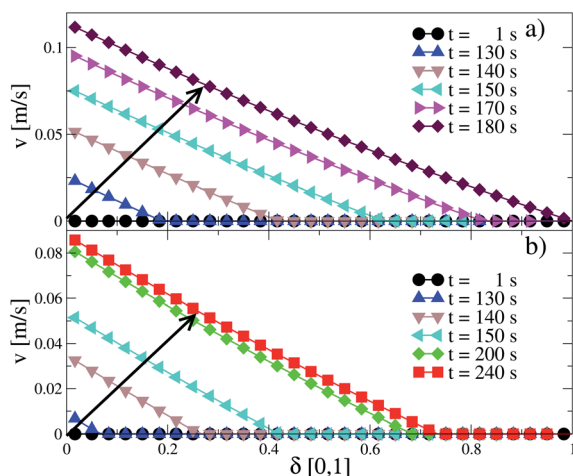 a)
v [m/s]
0.1
0.05
0
t = 1 s
t = 130 s
t = 140 s
t = 150 s
t = 170 s
t = 180 s
b)
v [m/s]
0.08
0.06
0.04
0.02
0
t = 1 s
t = 130 s
t = 140 s
t = 150 s
t = 200 s
t = 240 s
0 0.2 0.4 0.6 0.8 1
δ [0,1]